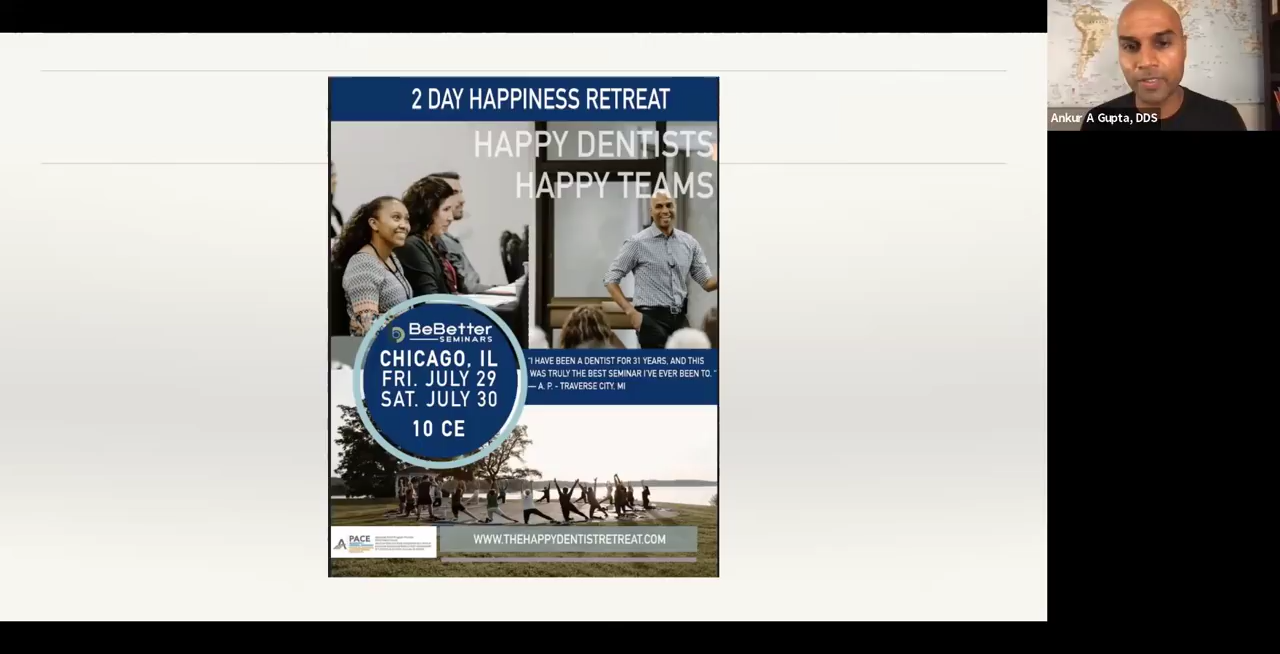 2 DAY HAPPINESS RETREAT
HAPPY DENTISTS
HAPPY TEAMS
BeBetter
SEMINARS
CHICAGO, IL
FRI. JULY 29
SAT. JULY 30
10 CE
"I HAVE BEEN A DENTIST FOR 31 YEARS, AND THIS
WAS TRULY THE BEST SEMINAR I'VE EVER BEEN TO. "
— A. P. - TRAVERSE CITY, MI
PACE
WWW.THEHAPPYDENTISTRETREAT.COM
Ankur A Gupta, DDS